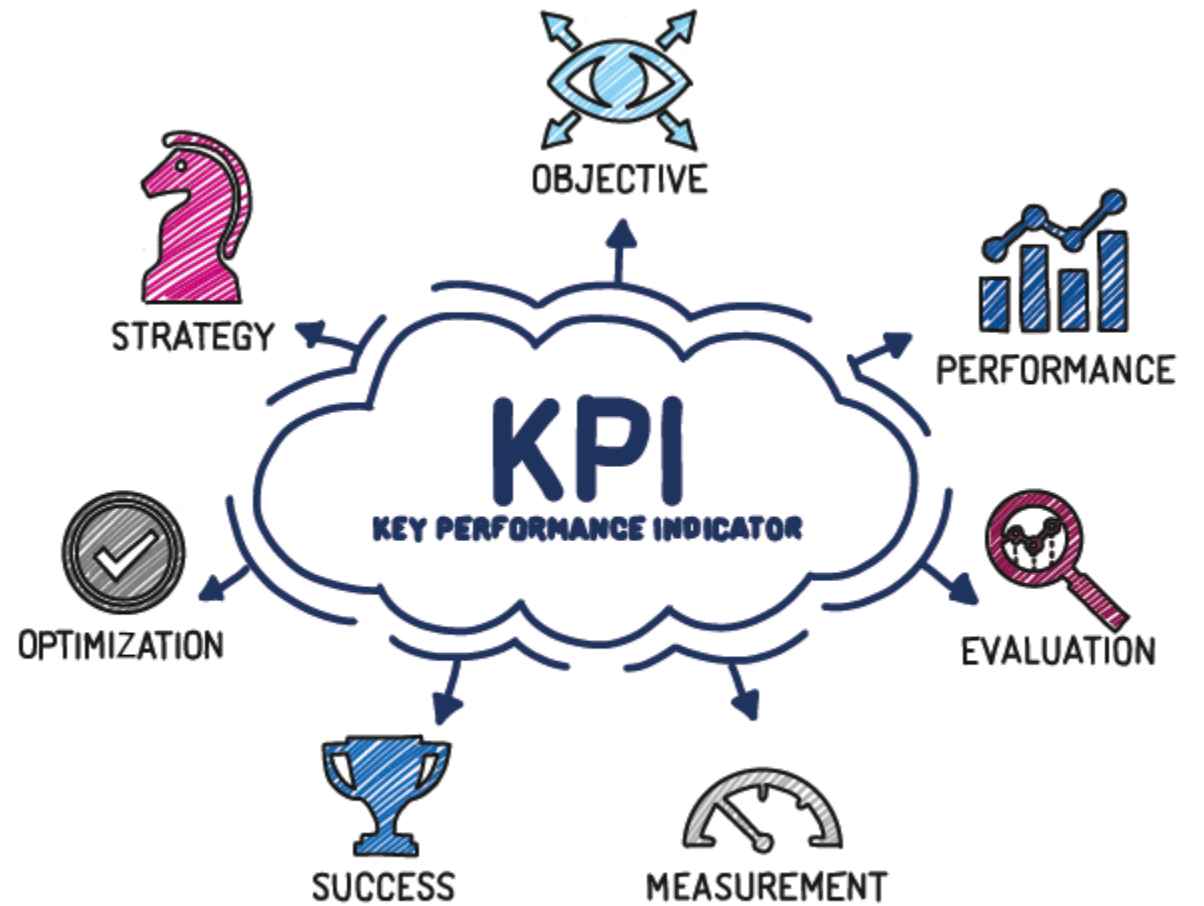 OBJECTIVE
STRATEGY
PERFORMANCE
KPI
KEY PERFORMANCE INDICATOR
OPTIMIZATION
EVALUATION
SUCCESS
MEASUREMENT